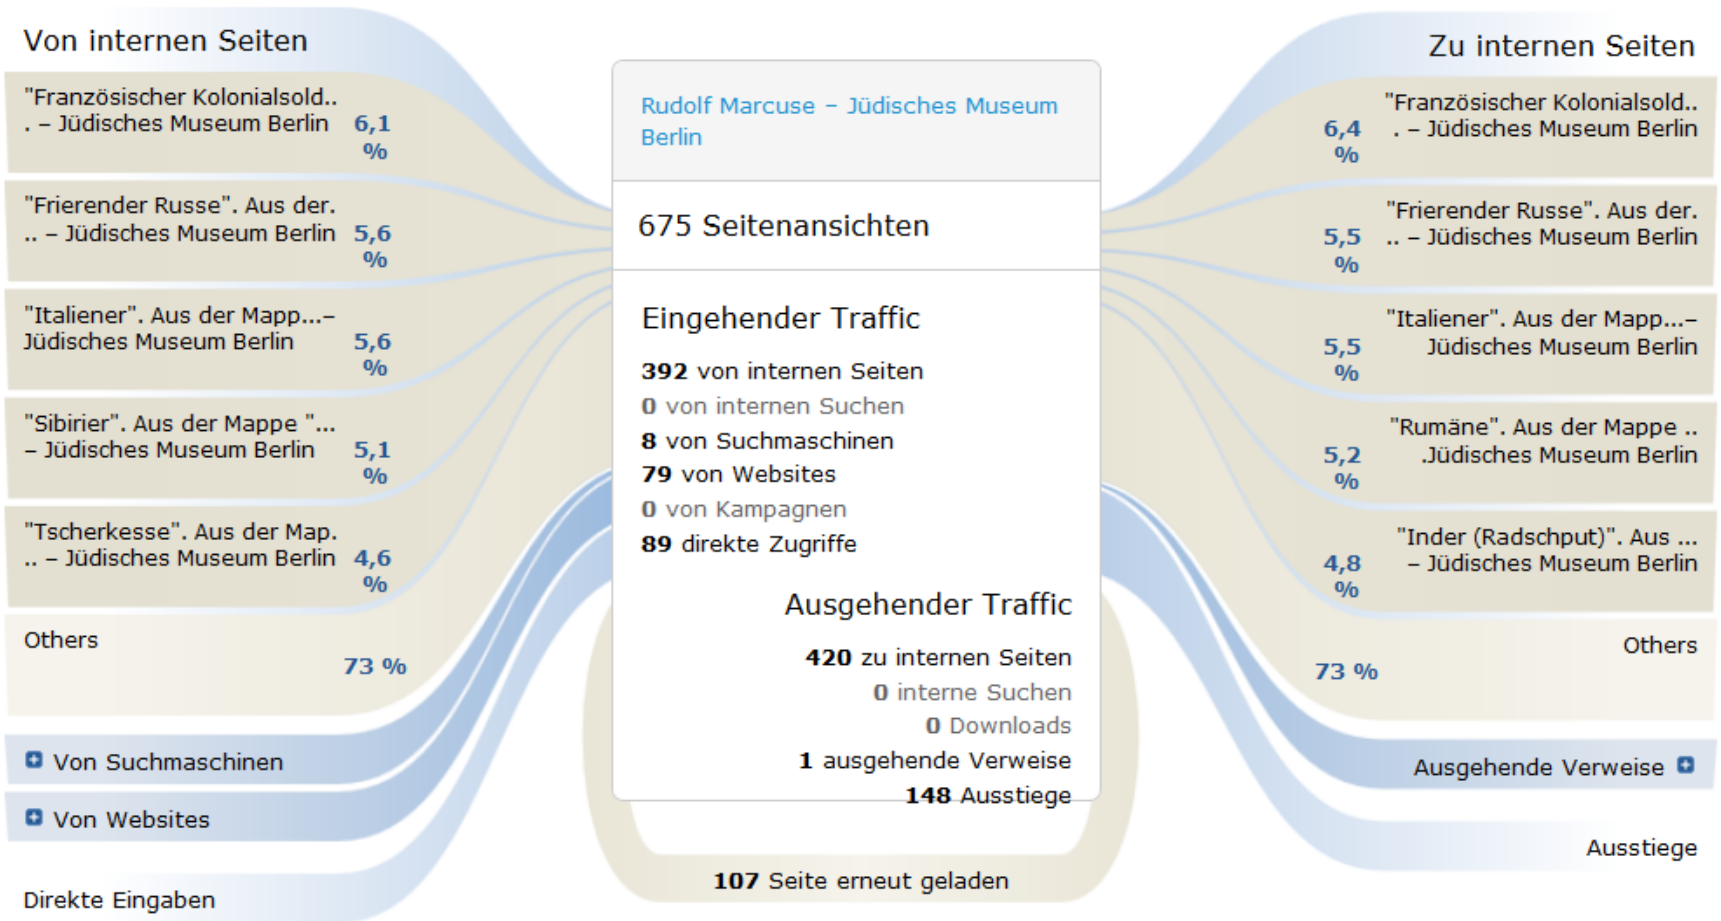 Von internen Seiten
"Französischer Kolonialsold..
. – Jüdisches Museum Berlin 6,1
%
"Frierender Russe". Aus der.
.. – Jüdisches Museum Berlin 5,6
%
"Italiener". Aus der Mapp...–
Jüdisches Museum Berlin 5,6
%
"Sibirier". Aus der Mappe "...
– Jüdisches Museum Berlin 5,1
%
"Tscherkesse". Aus der Map.
.. – Jüdisches Museum Berlin 4,6
%
Others
73 %
Von Suchmaschinen
Von Websites
Direkte Eingaben
Rudolf Marcuse – Jüdisches Museum
Berlin
675 Seitenansichten
Eingehender Traffic
392 von internen Seiten
0 von internen Suchen
8 von Suchmaschinen
79 von Websites
0 von Kampagnen
89 direkte Zugriffe
Ausgehender Traffic
420 zu internen Seiten
0 interne Suchen
0 Downloads
1 ausgehende Verweise
148 Ausstiege
107 Seite erneut geladen
Zu internen Seiten
"Französischer Kolonialsold..
6,4 . – Jüdisches Museum Berlin
%
"Frierender Russe". Aus der.
5,5 .. – Jüdisches Museum Berlin
%
"Italiener". Aus der Mapp...–
5,5 Jüdisches Museum Berlin
%
"Rumäne". Aus der Mappe ..
5,2 .Jüdisches Museum Berlin
%
"Inder (Radschput)". Aus ...
4,8 – Jüdisches Museum Berlin
%
Others
73 %
Ausgehende Verweise
Ausstiege